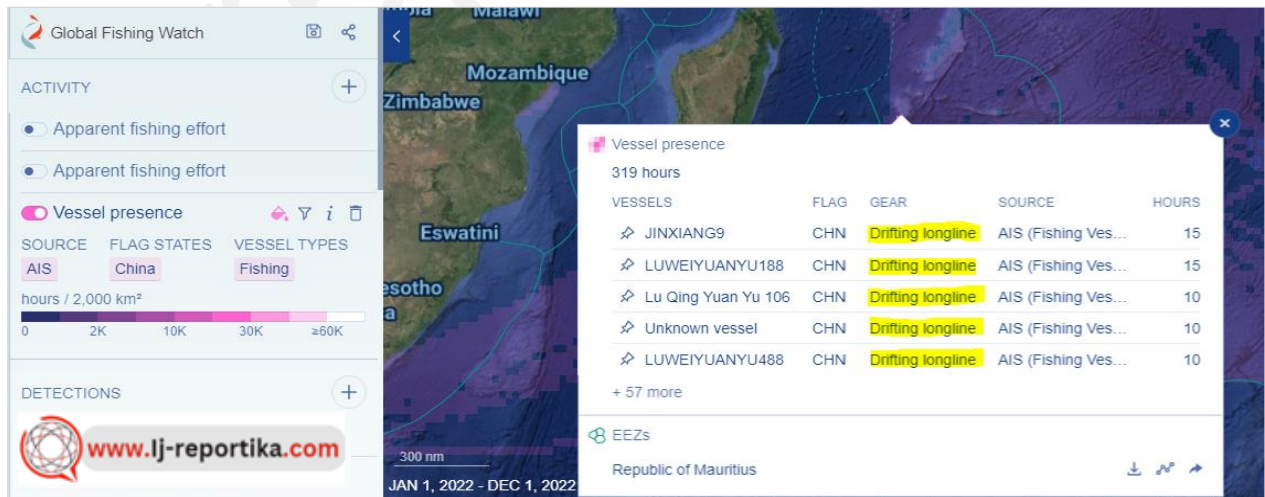 Global Fishing Watch
ACTIVITY
Apparent fishing effort
Apparent fishing effort
Vessel presence
SOURCE FLAG STATES VESSEL TYPES
AIS China Fishing
hours / 2,000 km²
0 2K 10K 30K ≥60K
DETECTIONS
www.lj-reportika.com
Malawi
Mozambique
Zimbabwe
Eswatini
esotho
a
300 nm
JAN 1, 2022 - DEC 1, 2022
Vessel presence
319 hours
VESSELS FLAG GEAR SOURCE HOURS
JINXIANG9 CHN Drifting longline AIS (Fishing Ves... 15
LUWEIYUANYU188 CHN Drifting longline AIS (Fishing Ves... 15
Lu Qing Yuan Yu 106 CHN Drifting longline AIS (Fishing Ves... 10
Unknown vessel CHN Drifting longline AIS (Fishing Ves... 10
LUWEIYUANYU488 CHN Drifting longline AIS (Fishing Ves... 10
+ 57 more
EEZs
Republic of Mauritius